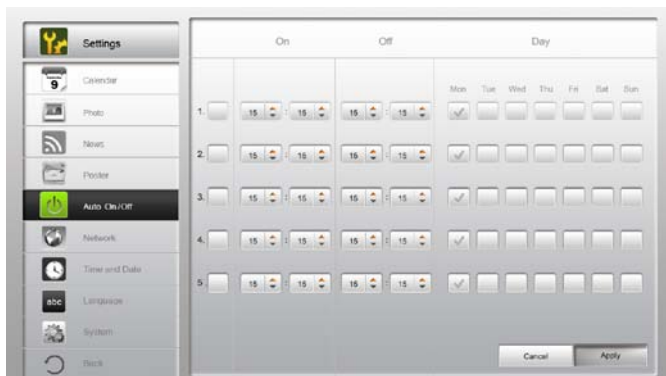 Settings
Calendar
9
Photo
News
Poster
Auto On/Off
Network
Time and Date
abc Language
System
Back
On Off Day
Mon Tue Wed Thu Fri Sat Sun
1. 15 : 15 15 : 15
2. 15 : 15 15 : 15
3. 15 : 15 15 : 15
4. 15 : 15 15 : 15
5. 15 : 15 15 : 15
Cancel Apply